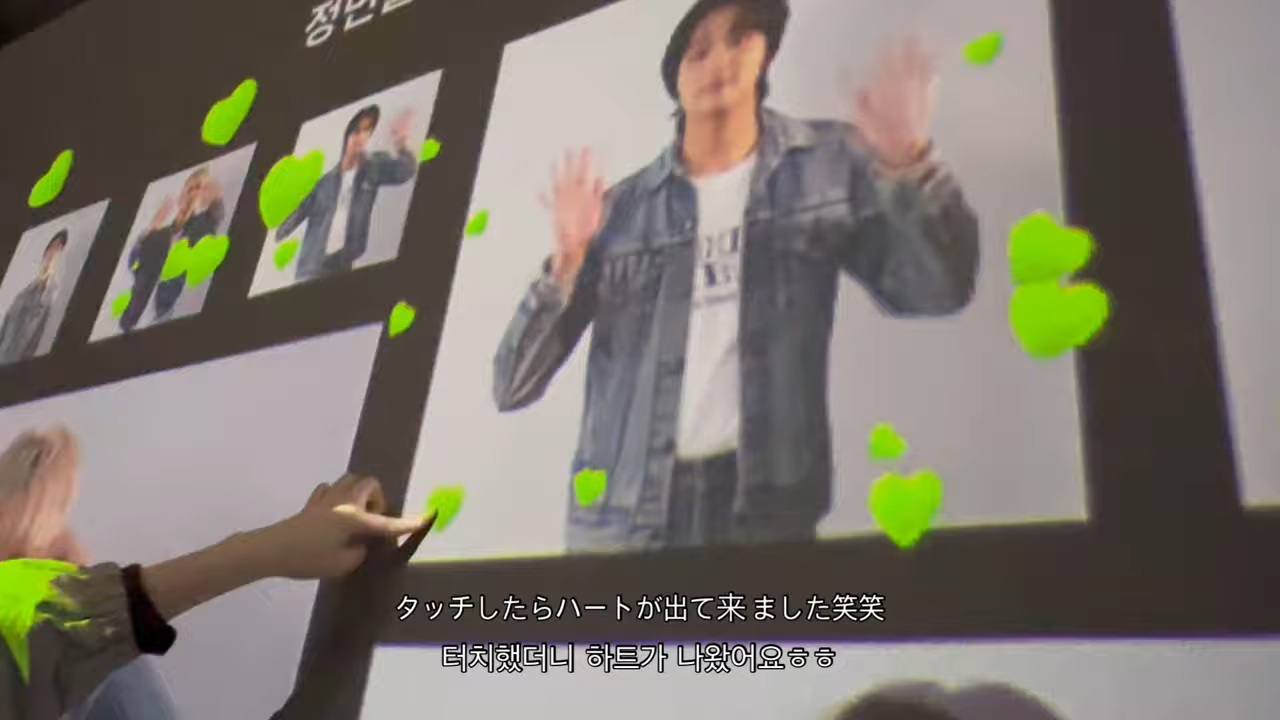 タッチしたらハートが出て来ました笑笑
터치했더니 하트가 나왔어요ㅎㅎ